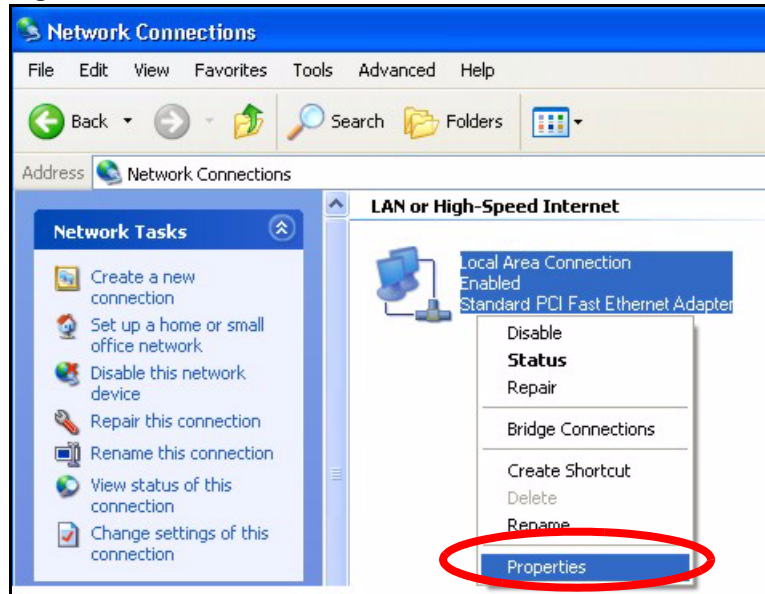 Network Connections
File Edit View Favorites Tools Advanced Help
Back Search Folders
Address Network Connections
Network Tasks
Create a new
connection
Set up a home or small
office network
Disable this network
device
Repair this connection
Rename this connection
View status of this
connection
Change settings of this
connection
LAN or High-Speed Internet
Local Area Connection
Enabled
Standard PCI Fast Ethernet Adapter
Disable
Status
Repair
Bridge Connections
Create Shortcut
Delete
Rename
Properties